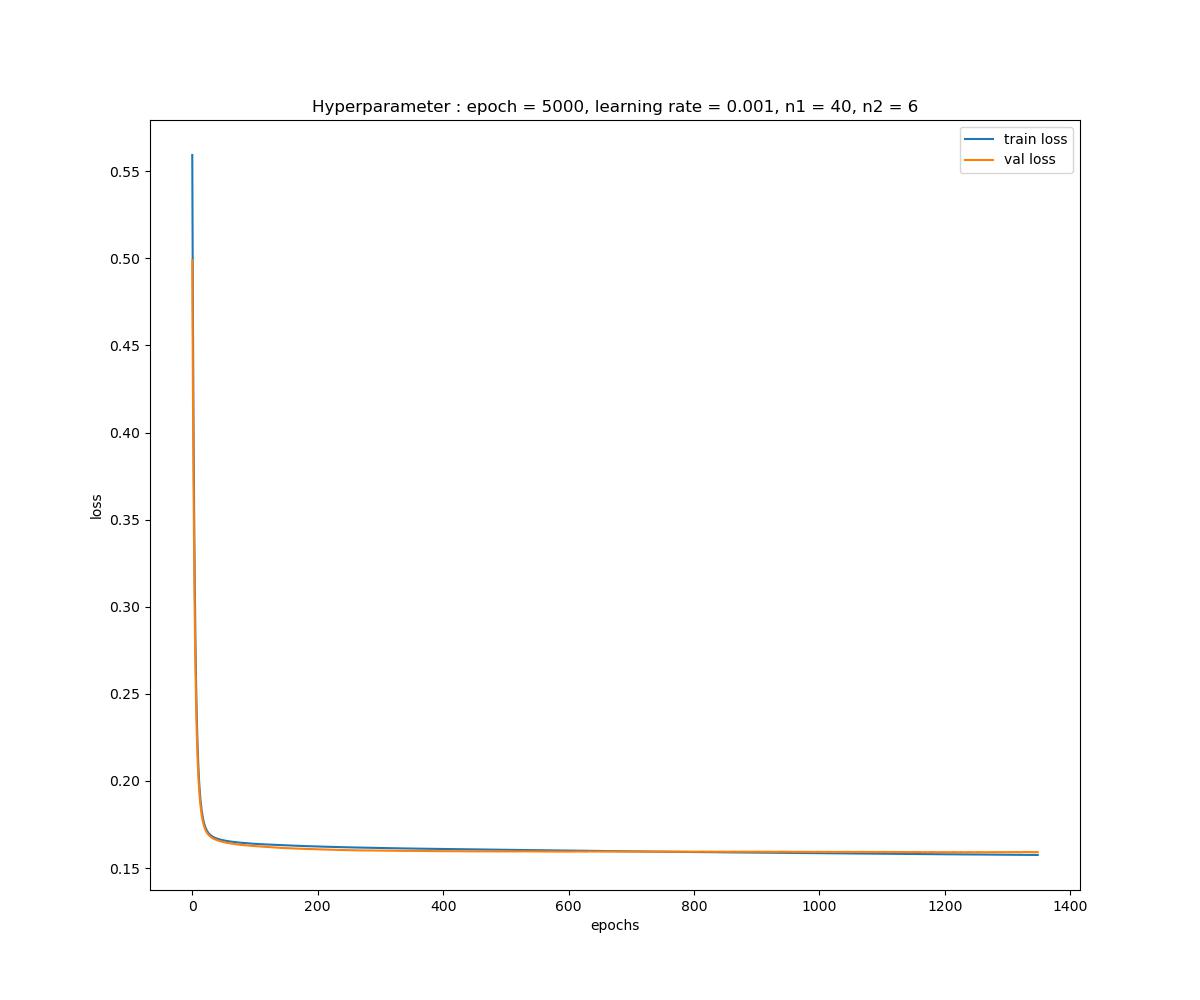 Hyperparameter : epoch = 5000, learning rate = 0.001, n1 = 40, n2 = 6
train loss
val loss
0.55
0.50
0.45
0.40
0.35
0.30
0.25
0.20
0.15
loss
0 200 400 600 800 1000 1200 1400
epochs